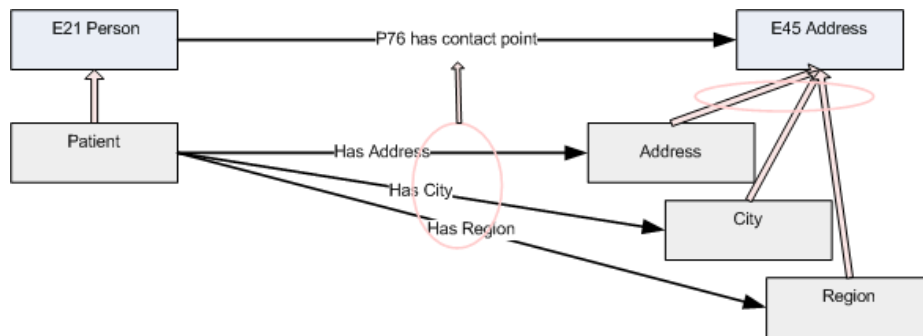 E21 Person
P76 has contact point
E45 Address
Patient
Has Address
Address
Has City
City
Has Region
Region